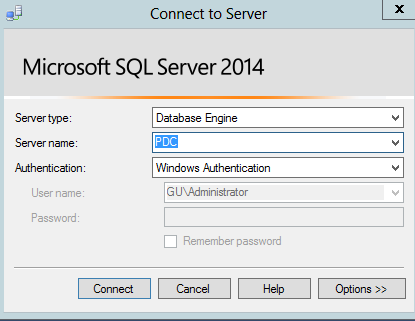 Connect to Server
x
Microsoft SQL Server 2014
Server type: Database Engine
Server name: PDC
Authentication: Windows Authentication
User name: GU\Administrator
Password:
Remember password
Connect Cancel Help Options >>